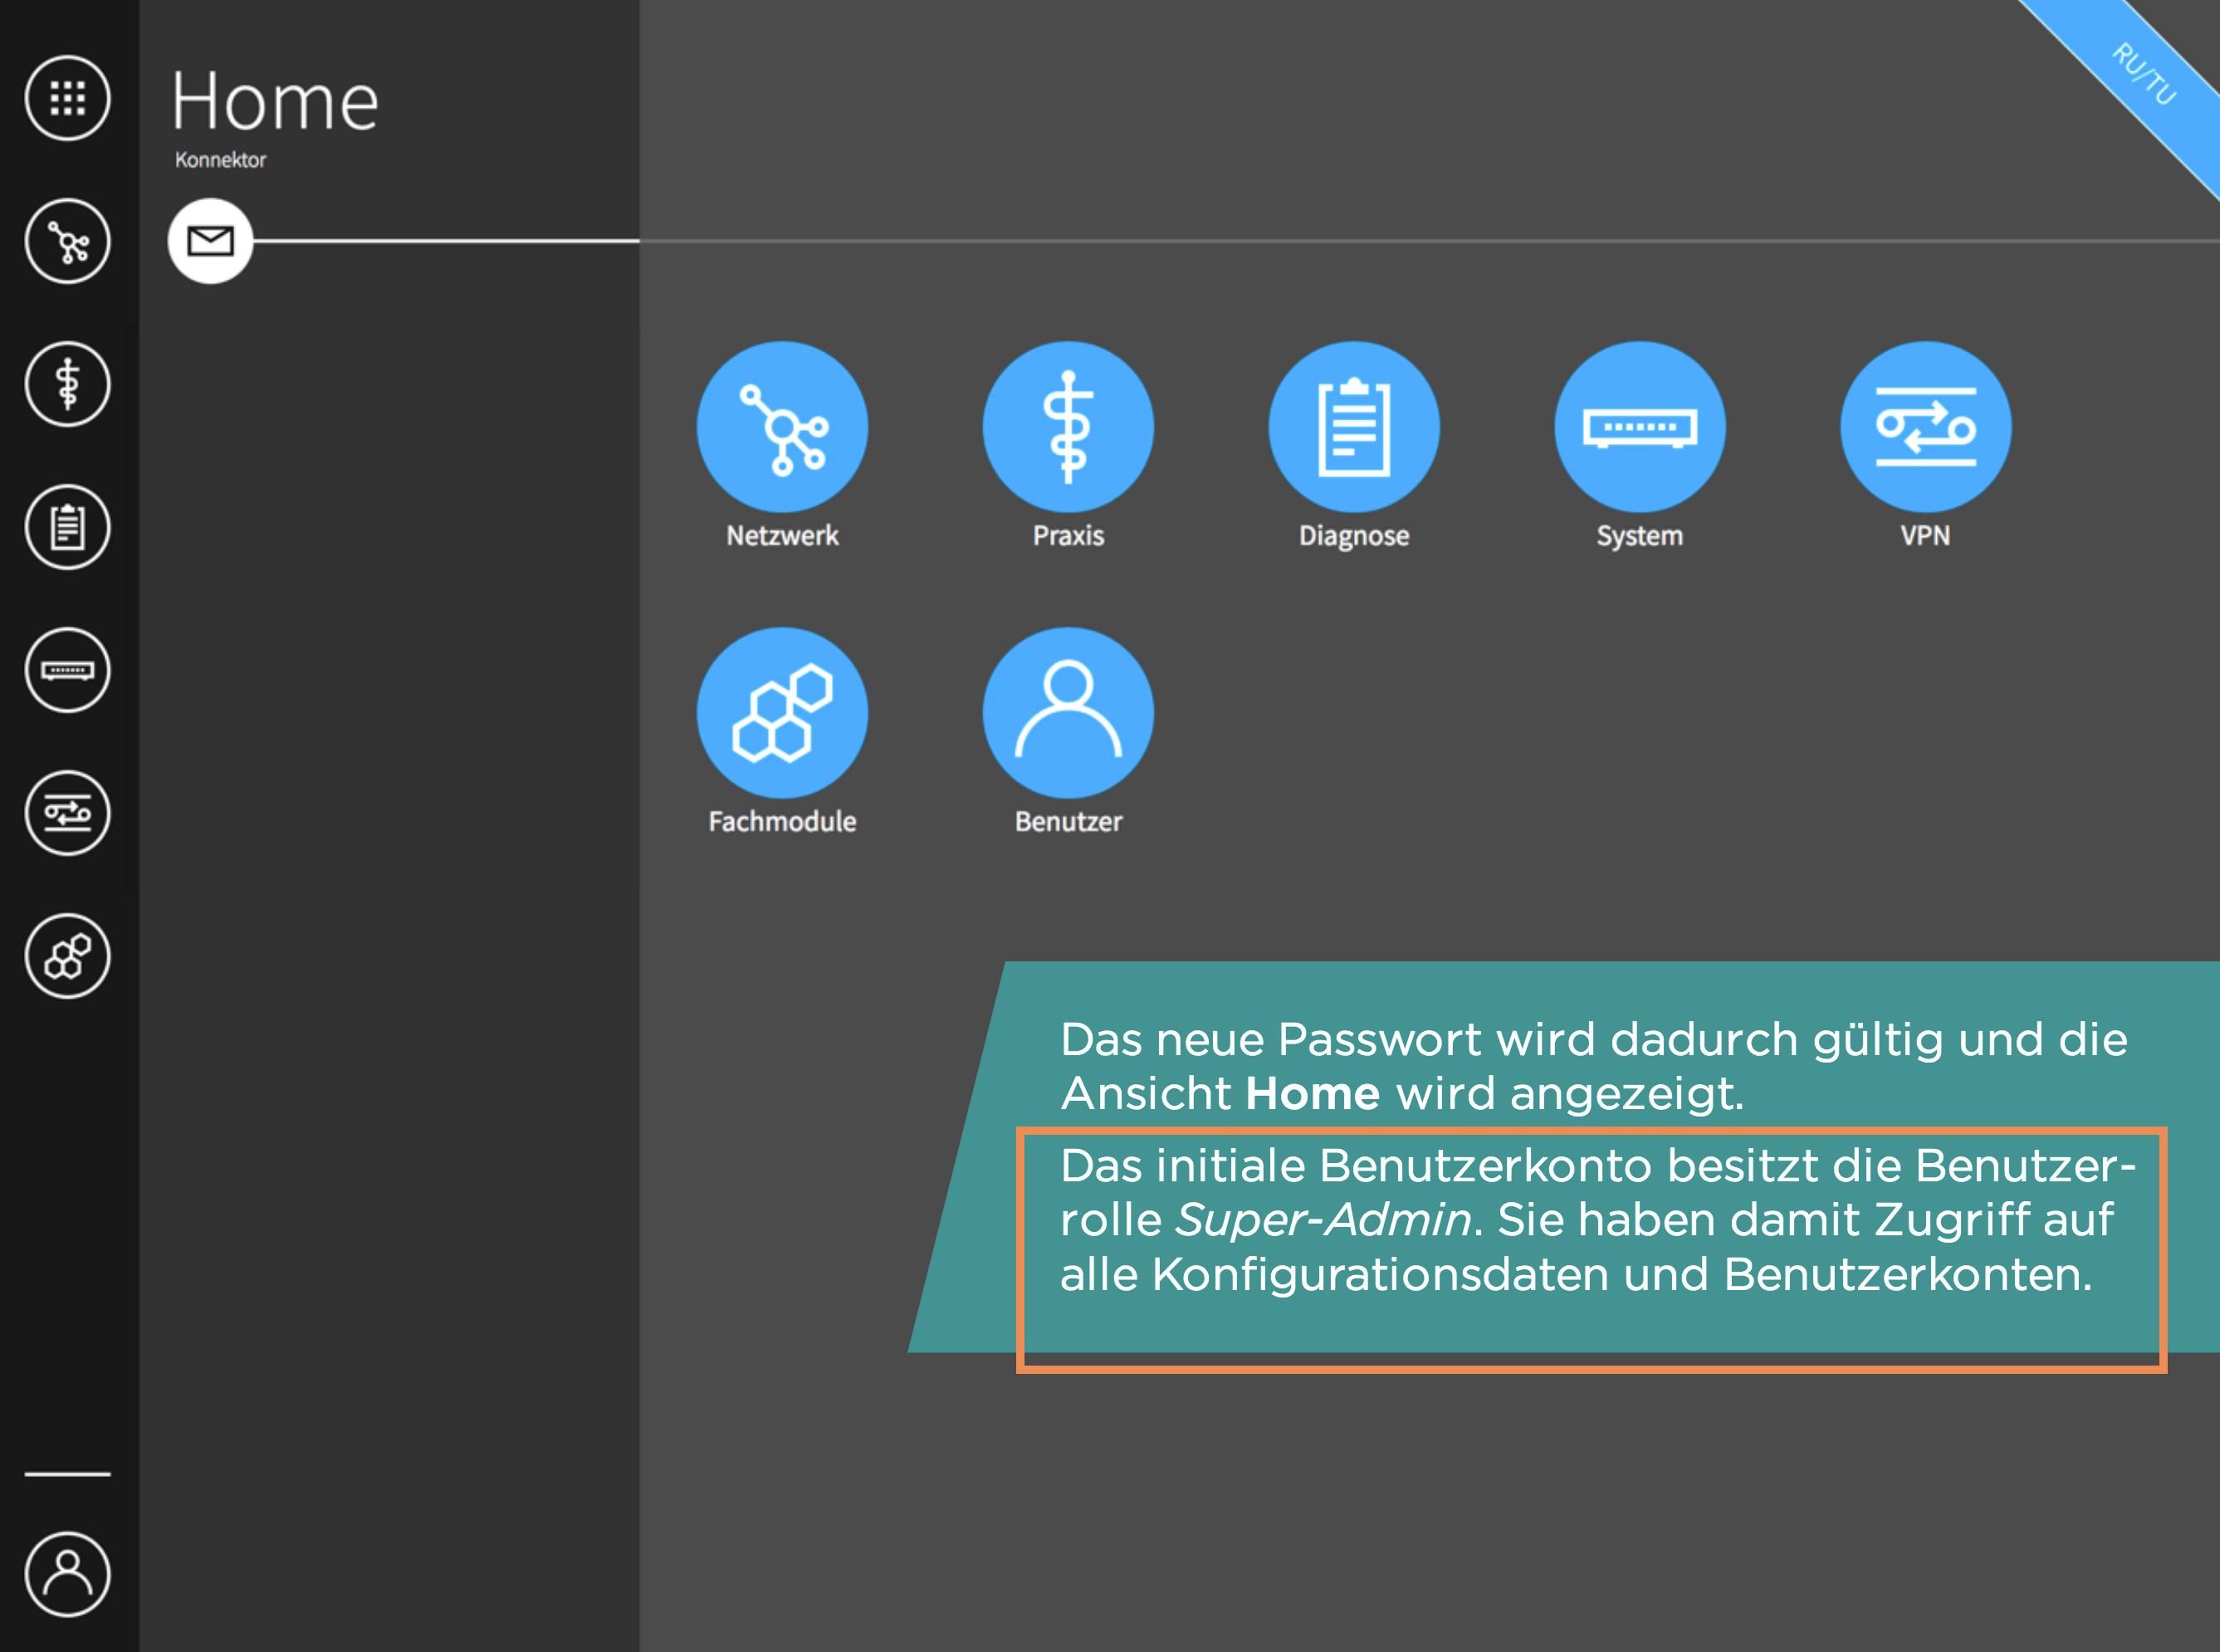 Home
Konnektor
RU/TU
Netzwerk
Praxis
Diagnose
System
VPN
Fachmodule
Benutzer
Das neue Passwort wird dadurch gültig und die
Ansicht Home wird angezeigt.
Das initiale Benutzerkonto besitzt die Benutzer-
rolle Super-Admin. Sie haben damit Zugriff auf
alle Konfigurationsdaten und Benutzerkonten.